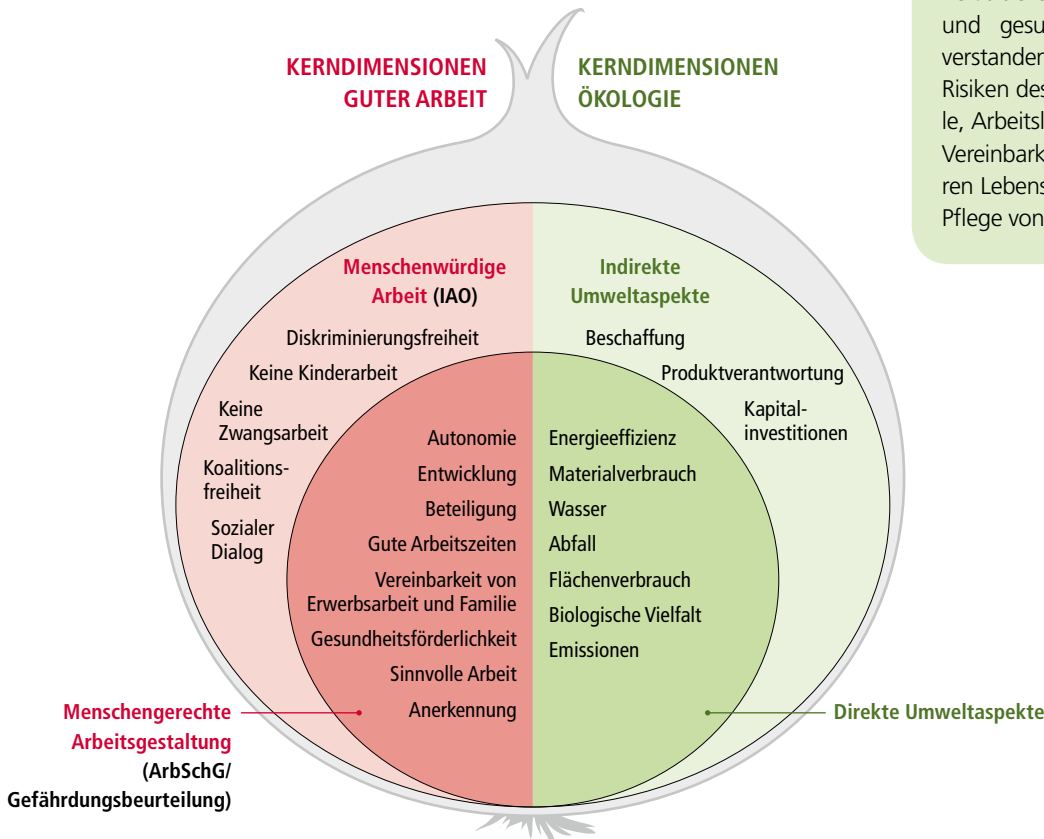 KERNDIMENSIONEN
GUTER ARBEIT
KERNDIMENSIONEN
ÖKOLOGIE
und
verstanden
Risiken des
Vereinbark
ren Lebens
Pflege von
Menschenwürdige
Arbeit (IAO)
Diskriminierungsfreiheit
Keine Kinderarbeit
Keine
Zwangsarbeit
Koalitions-
freiheit
Sozialer
Dialog
Indirekte
Umweltaspekte
Beschaffung
Produktverantwortung
Kapital-
investitionen
Autonomie
Entwicklung
Beteiligung
Gute Arbeitszeiten
Vereinbarkeit von
Erwerbsarbeit und Familie
Gesundheitsförderlichkeit
Sinnvolle Arbeit
Anerkennung
Energieeffizienz
Materialverbrauch
Wasser
Abfall
Flächenverbrauch
Biologische Vielfalt
Emissionen
Menschengerechte
Arbeitsgestaltung
(ArbSchG/
Gefährdungsbeurteilung)
Direkte Umweltaspekte